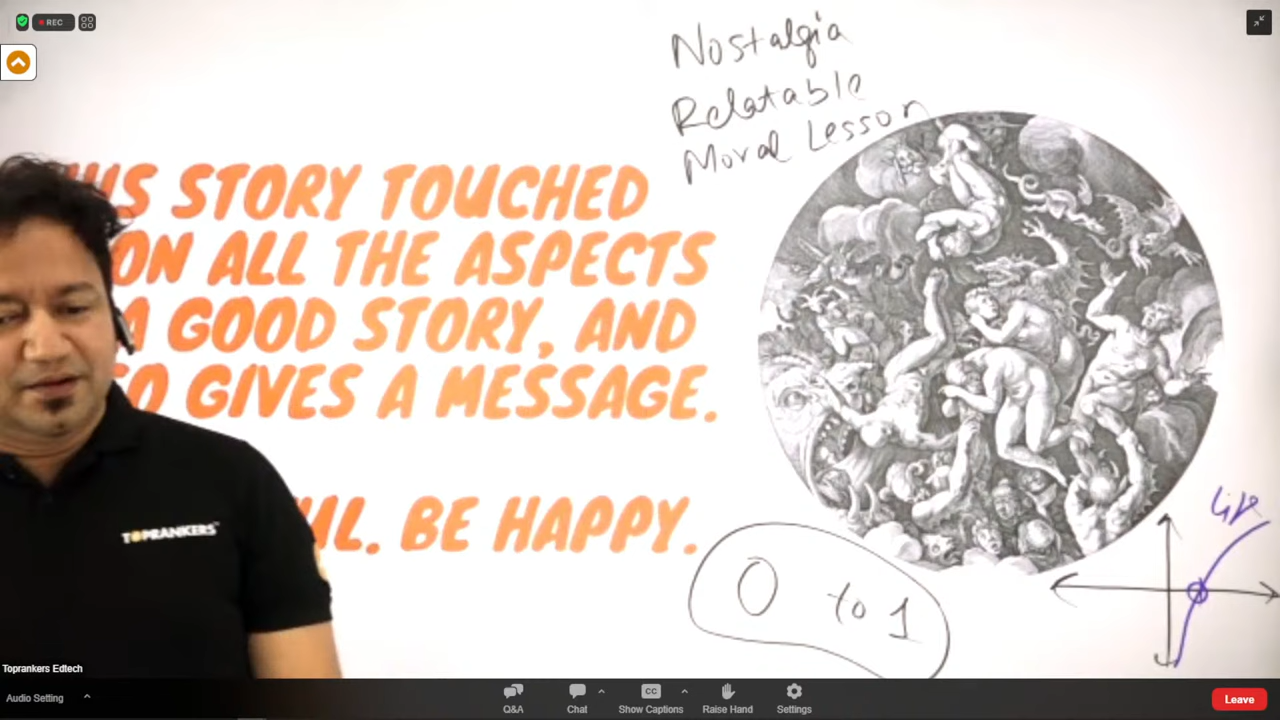 REC
Nostalgia
Relatable
Moral Lesson
STORY TOUCHED
ON ALL THE ASPECTS
A GOOD STORY, AND
GIVES A MESSAGE.
BE HAPPY.
TOPRANKERS
0 to 1
Toprankers Edtech
Audio Setting
Q&A
Chat
CC
Show Captions
Raise Hand
Settings
Leave